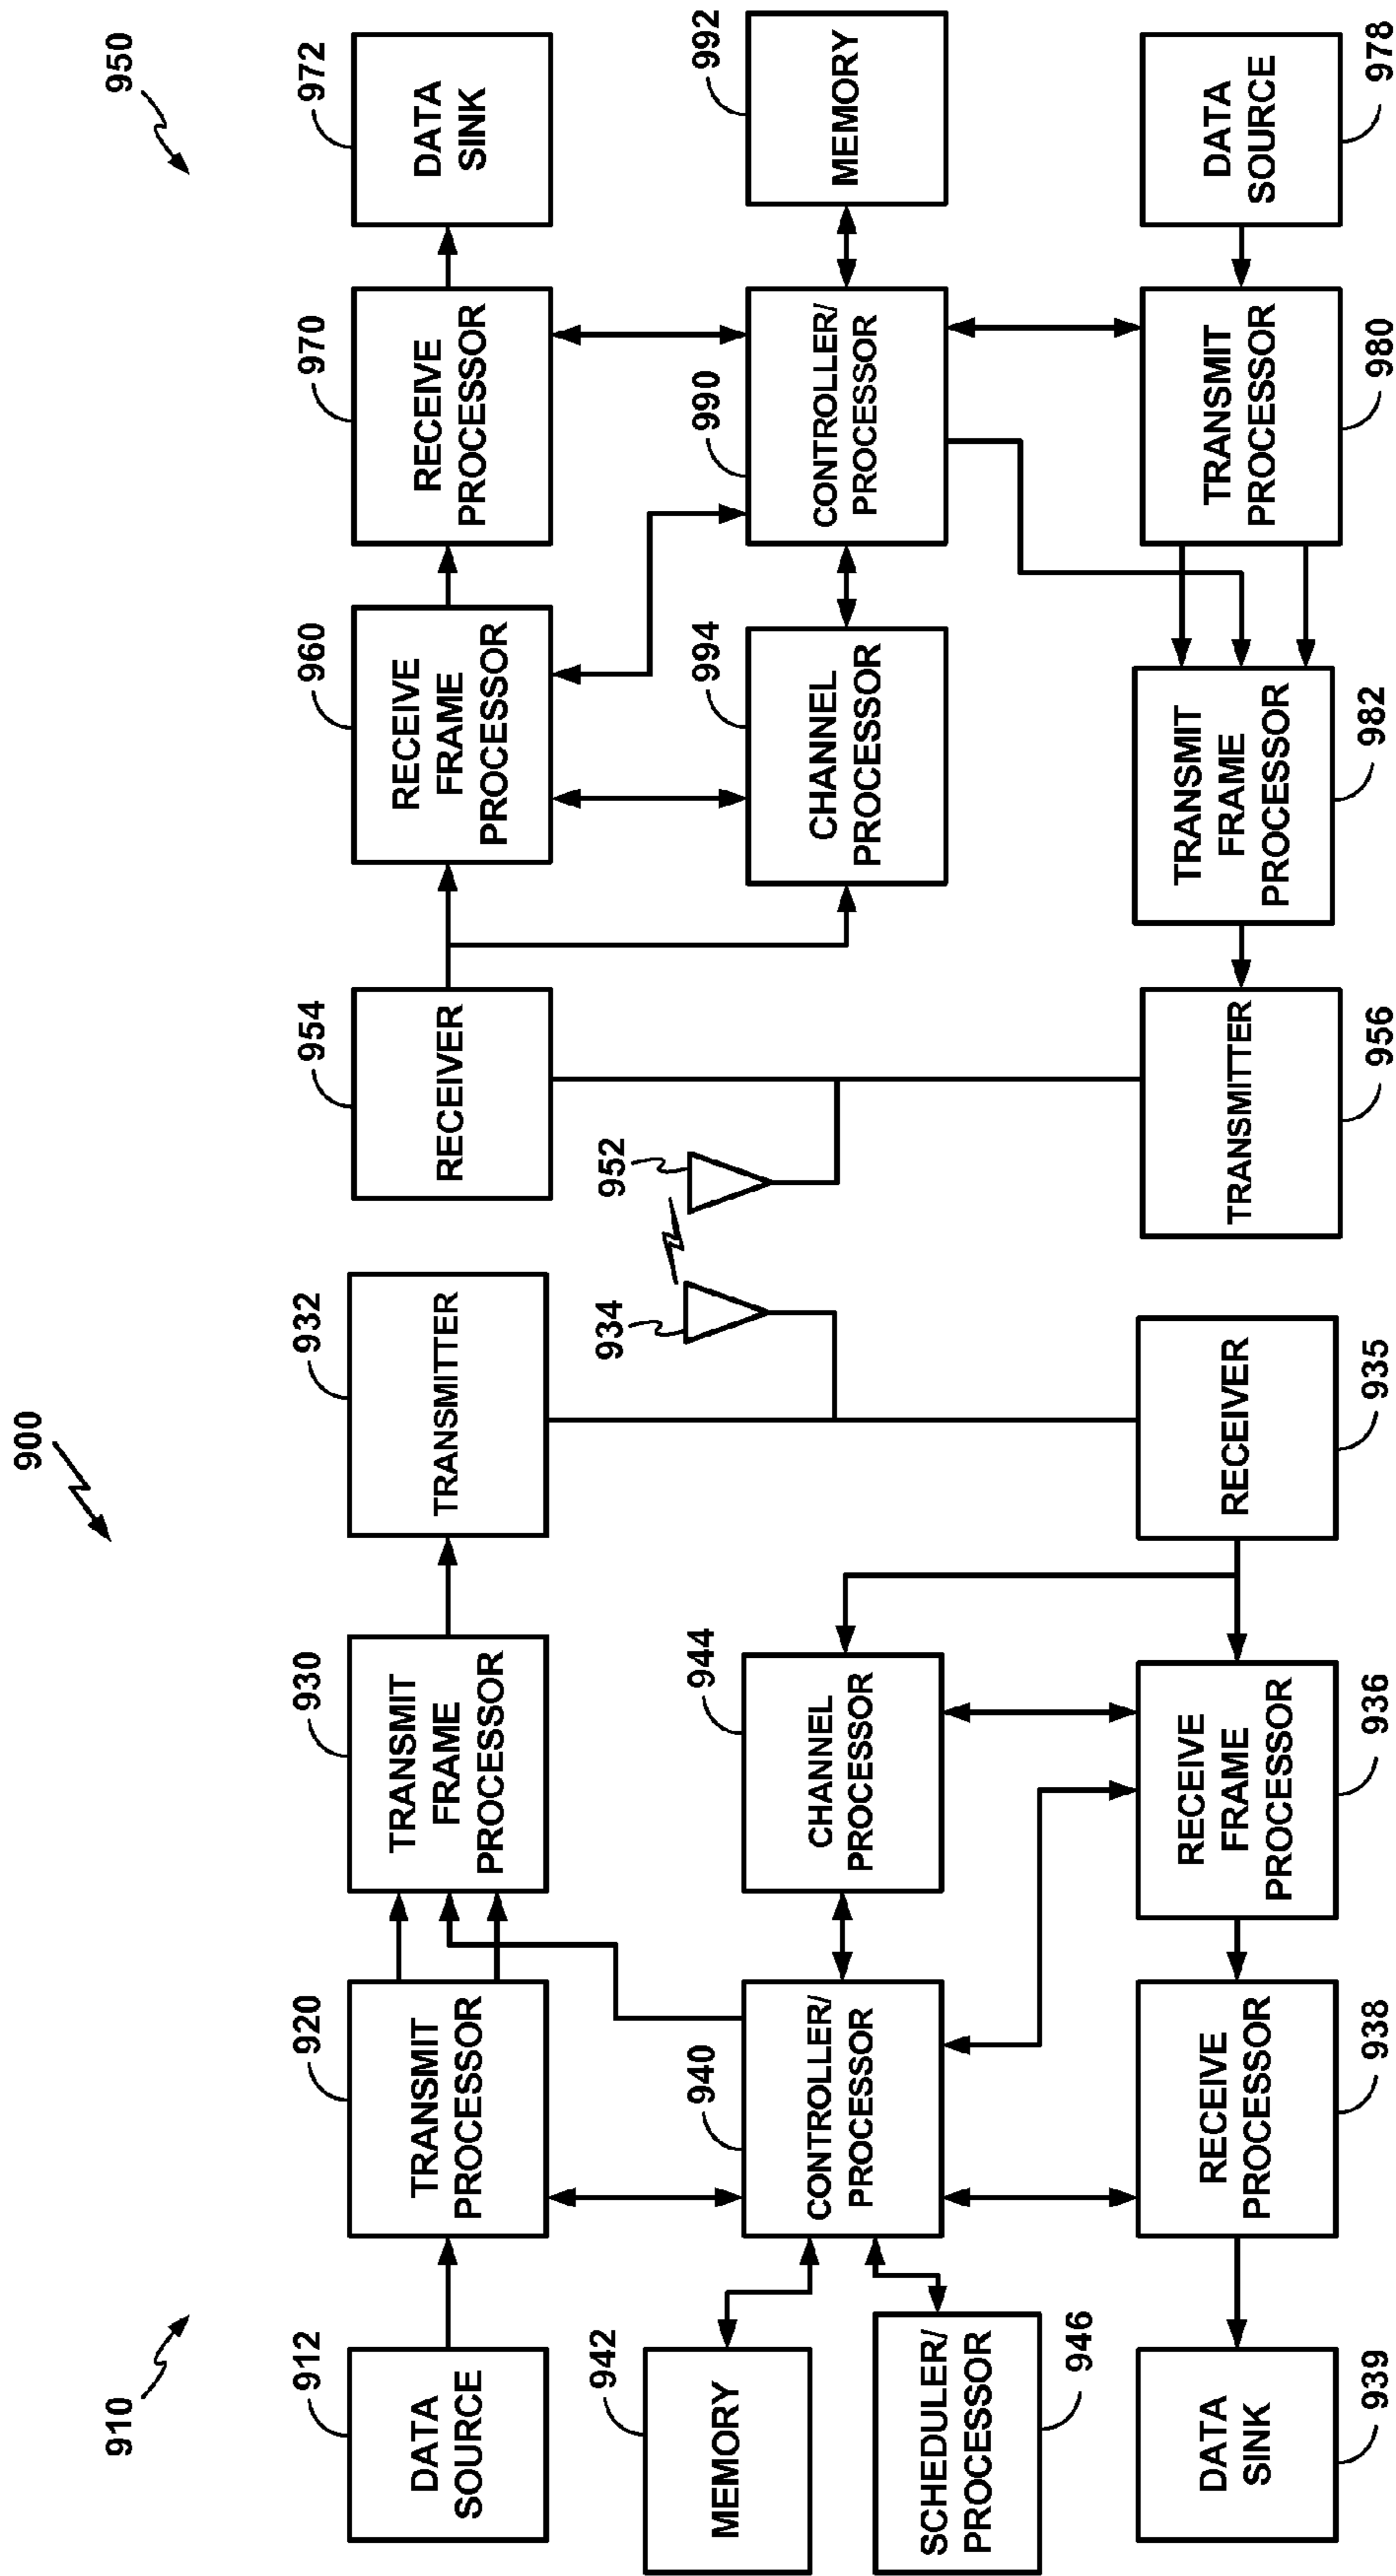 900
910
950
912
DATA
SOURCE
920
TRANSMIT
PROCESSOR
930
TRANSMIT
FRAME
PROCESSOR
932
TRANSMITTER
954
RECEIVER
960
RECEIVE
FRAME
PROCESSOR
970
RECEIVE
PROCESSOR
972
DATA
SINK
942
MEMORY
940
CONTROLLER/
PROCESSOR
944
CHANNEL
PROCESSOR
934
952
994
CHANNEL
PROCESSOR
990
CONTROLLER/
PROCESSOR
992
MEMORY
SCHEDULER/
PROCESSOR
946
DATA
SINK
939
RECEIVE
PROCESSOR
938
RECEIVE
FRAME
PROCESSOR
936
RECEIVER
935
TRANSMITTER
956
TRANSMIT
FRAME
PROCESSOR
982
TRANSMIT
PROCESSOR
980
DATA
SOURCE
978